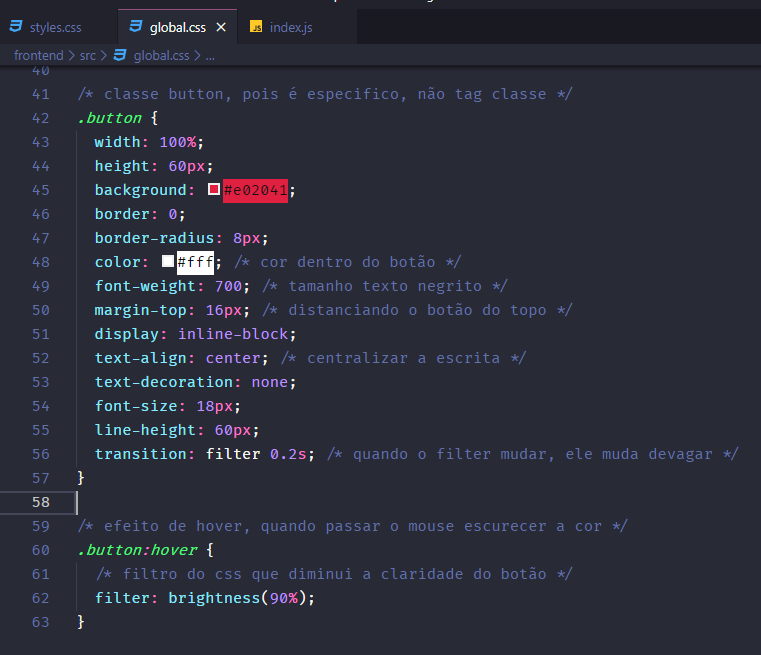 styles.css global.css × index.js
frontend > src > global.css > ...
40
41 /* classe button, pois é especifico, não tag classe */
42 .button {
43 width: 100%;
44 height: 60px;
45 background: #e02041;
46 border: 0;
47 border-radius: 8px;
48 color: #fff; /* cor dentro do botão */
49 font-weight: 700; /* tamanho texto negrito */
50 margin-top: 16px; /* distanciando o botão do topo */
51 display: inline-block;
52 text-align: center; /* centralizar a escrita */
53 text-decoration: none;
54 font-size: 18px;
55 line-height: 60px;
56 transition: filter 0.2s; /* quando o filter mudar, ele muda devagar */
57 }
58
59 /* efeito de hover, quando passar o mouse escurecer a cor */
60 .button:hover {
61 /* filtro do css que diminui a claridade do botão */
62 filter: brightness(90%);
63 }